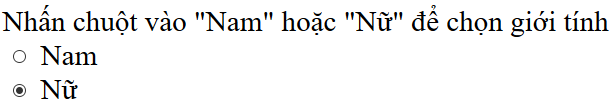 Nhấn chuột vào "Nam" hoặc "Nữ" để chọn giới tính
Nam
Nữ